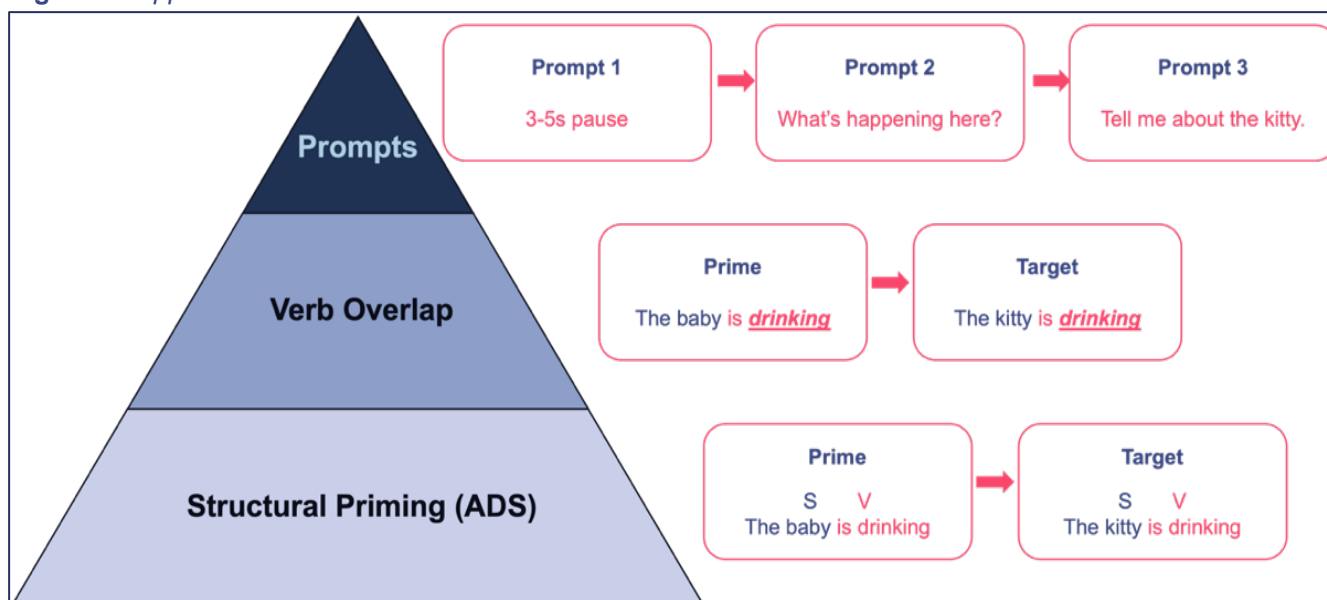 Prompt 1
3-5s pause
Prompt 2
What's happening here?
Prompt 3
Tell me about the kitty.
Prompts
Prime
The baby is drinking
Target
The kitty is drinking
Verb Overlap
Prime
S V
The baby is drinking
Target
S V
The kitty is drinking
Structural Priming (ADS)